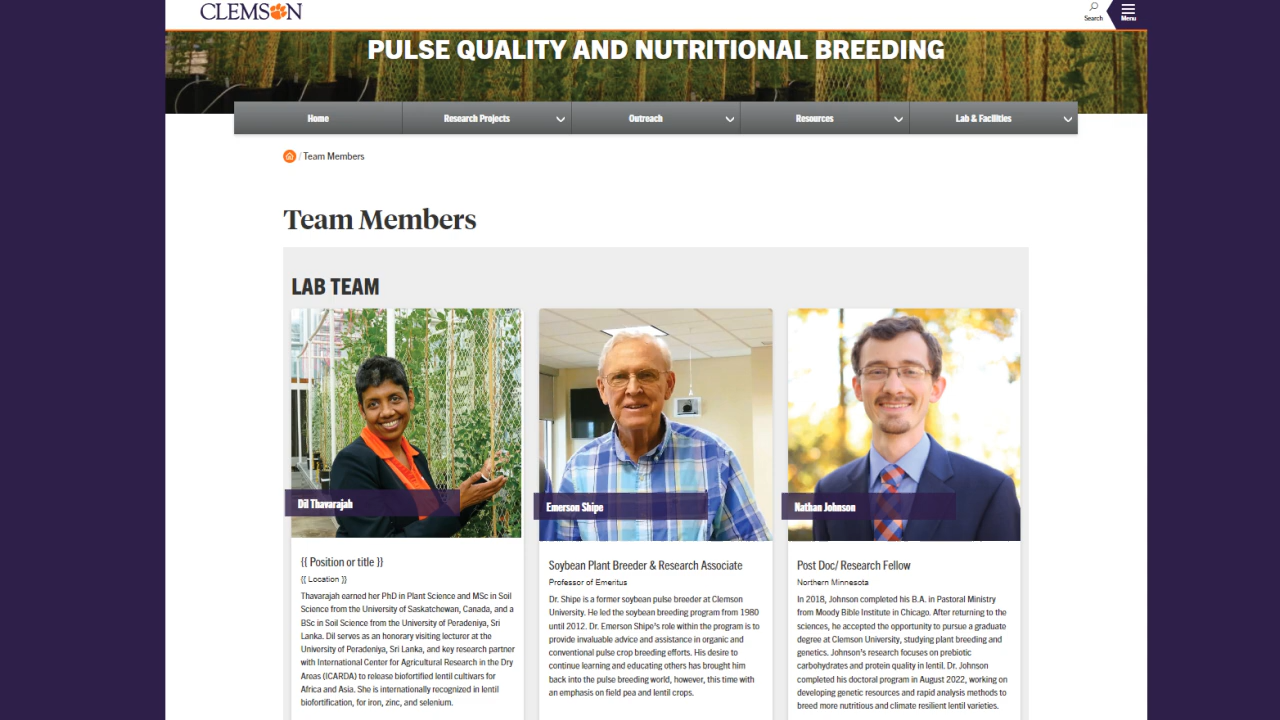 CLEMSON
Search
Menu
PULSE QUALITY AND NUTRITIONAL BREEDING
Home
Research Projects
Outreach
Resources
Lab & Facilities
/ Team Members
Team Members
LAB TEAM
Dil Thavarajah
{{ Position or title }}
{{ Location }}
Thavarajah earned her PhD in Plant Science and MSc in Soil
Science from the University of Saskatchewan, Canada, and a
BSc in Soil Science from the University of Peradeniya, Sri
Lanka. Dil serves as an honorary visiting lecturer at the
University of Peradeniya, Sri Lanka, and key research partner
with International Center for Agricultural Research in the Dry
Areas (ICARDA) to release biofortified lentil cultivars for
Africa and Asia. She is internationally recognized in lentil
biofortification, for iron, zinc, and selenium.
Emerson Shipe
Soybean Plant Breeder & Research Associate
Professor of Emeritus
Dr. Shipe is a former soybean pulse breeder at Clemson
University. He led the soybean breeding program from 1980
until 2012. Dr. Emerson Shipe's role within the program is to
provide invaluable advice and assistance in organic and
conventional pulse crop breeding efforts. His desire to
continue learning and educating others has brought him
back into the pulse breeding world, however, this time with
an emphasis on field pea and lentil crops.
Nathan Johnson
Post Doc/ Research Fellow
Northern Minnesota
In 2018, Johnson completed his B.A. in Pastoral Ministry
from Moody Bible Institute in Chicago. After returning to the
sciences, he accepted the opportunity to pursue a graduate
degree at Clemson University, studying plant breeding and
genetics. Johnson's research focuses on prebiotic
carbohydrates and protein quality in lentil. Dr. Johnson
completed his doctoral program in August 2022, working on
developing genetic resources and rapid analysis methods to
breed more nutritious and climate resilient lentil varieties.